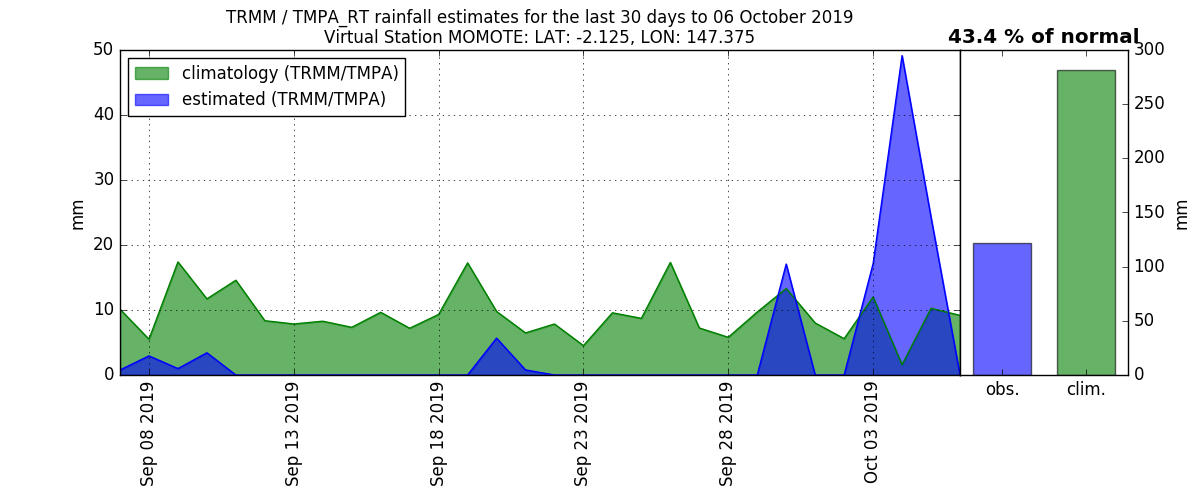 TRMM / TMPA_RT rainfall estimates for the last 30 days to 06 October 2019
Virtual Station MOMOTE: LAT: -2.125, LON: 147.375
43.4 % of normal
climatology (TRMM/TMPA)
estimated (TRMM/TMPA)
50
40
30
20
10
0
mm
Sep 08 2019
Sep 13 2019
Sep 18 2019
Sep 23 2019
Sep 28 2019
Oct 03 2019
obs.
clim.
300
250
200
150
100
50
0
mm